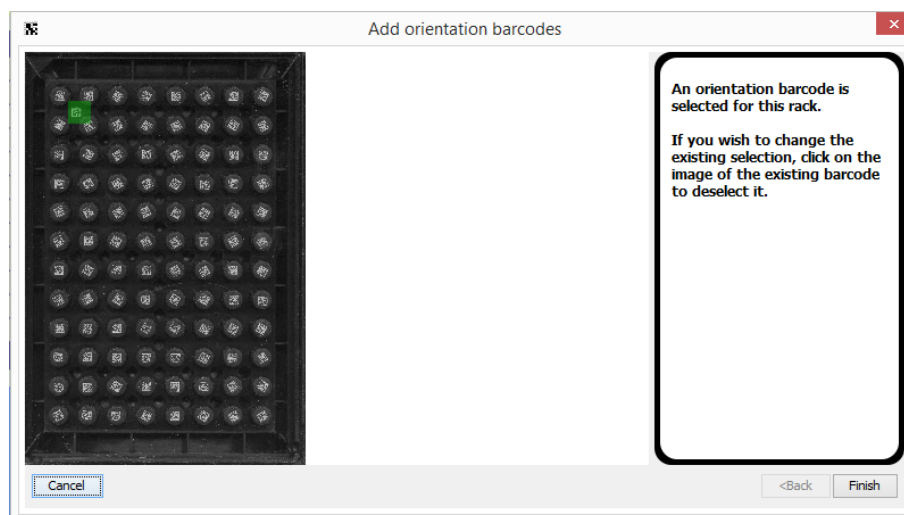 Add orientation barcodes
An orientation barcode is
selected for this rack.
If you wish to change the
existing selection, click on the
image of the existing barcode
to deselect it.
Cancel
<Back
Finish